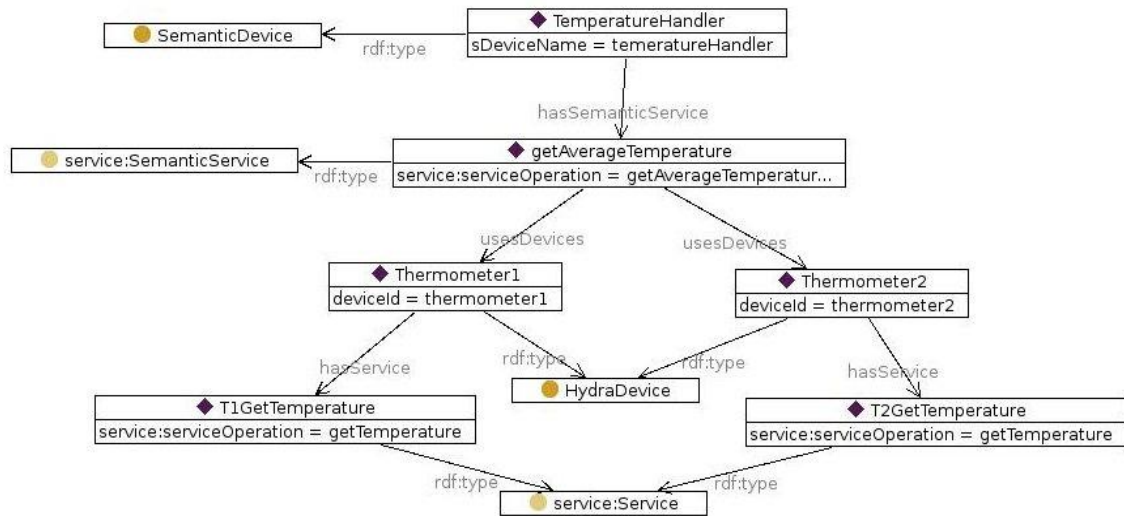 TemperatureHandler
SemanticDevice
sDeviceName = temeratureHandler
rdf:type
hasSemanticService
getAverageTemperature
service:SemanticService
service:serviceOperation = getAverageTemperatur...
rdf:type
usesDevices
usesDevices
Thermometer1
Thermometer2
deviceId = thermometer1
deviceId = thermometer2
hasService
rdf:type
rdf:type
hasService
HydraDevice
T1GetTemperature
T2GetTemperature
service:serviceOperation = getTemperature
service:serviceOperation = getTemperature
rdf:type
rdf:type
service:Service